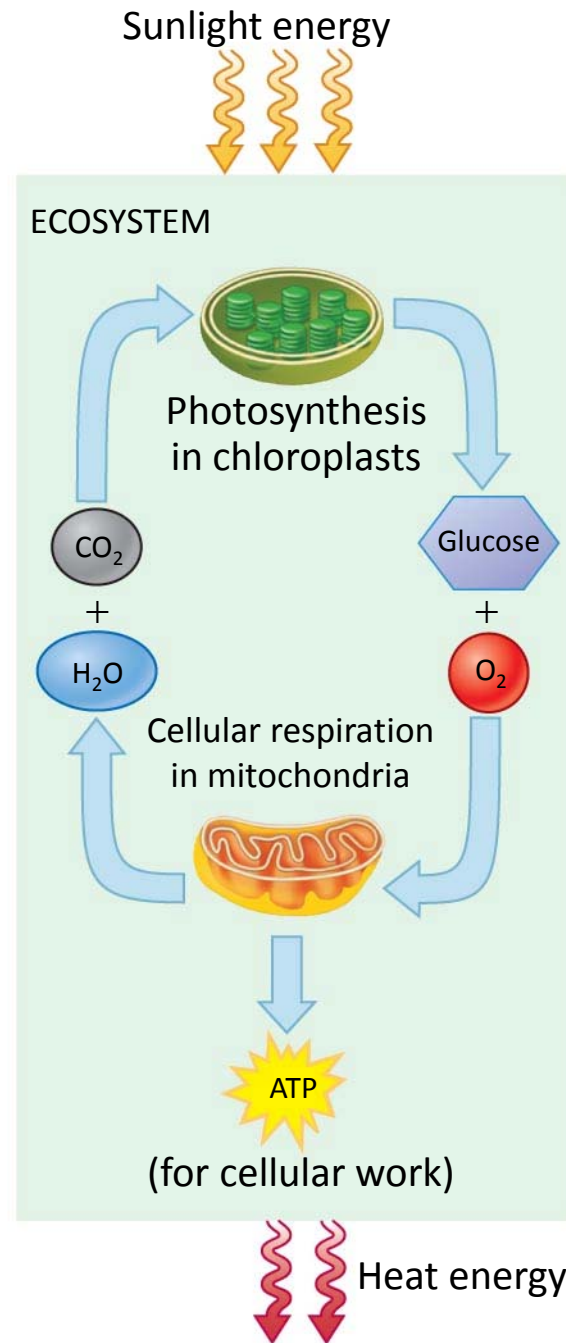 Sunlight energy
ECOSYSTEM
Photosynthesis
in chloroplasts
CO₂
+
H₂O
Glucose
+
O₂
Cellular respiration
in mitochondria
ATP
(for cellular work)
Heat energy